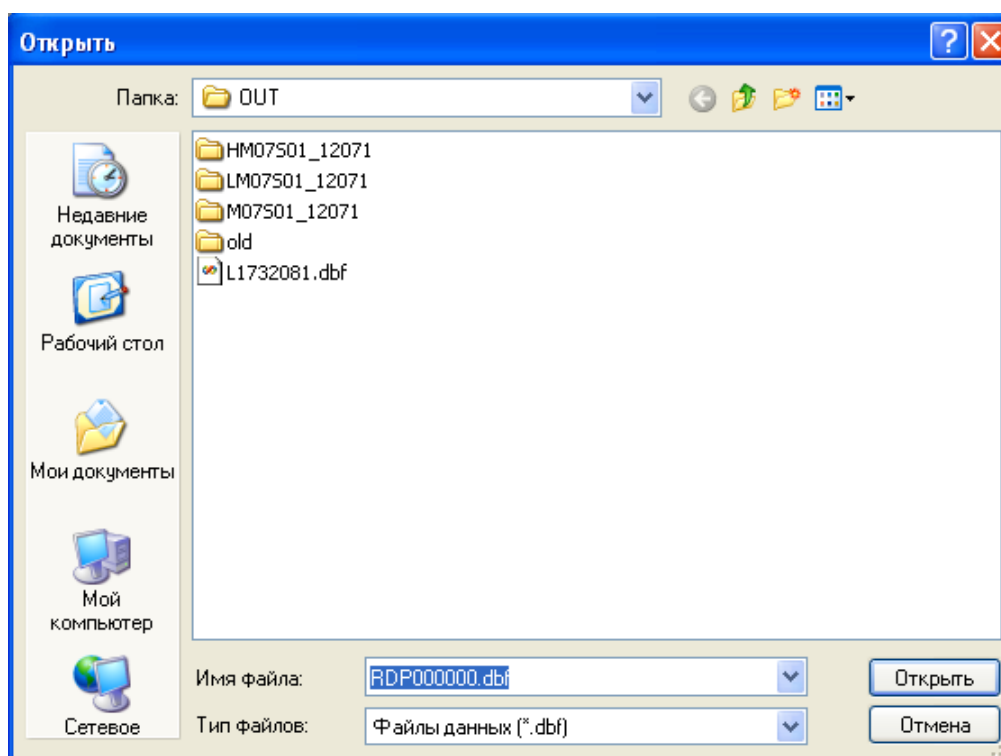 Открыть
Папка:
OUT
HM07S01_12071
LM07S01_12071
M07S01_12071
old
L1732081.dbf
Недавние
документы
Рабочий стол
Мои документы
Мой
компьютер
Сетевое
Имя файла:
RDP000000.dbf
Открыть
Тип файлов:
Файлы данных (*.dbf)
Отмена